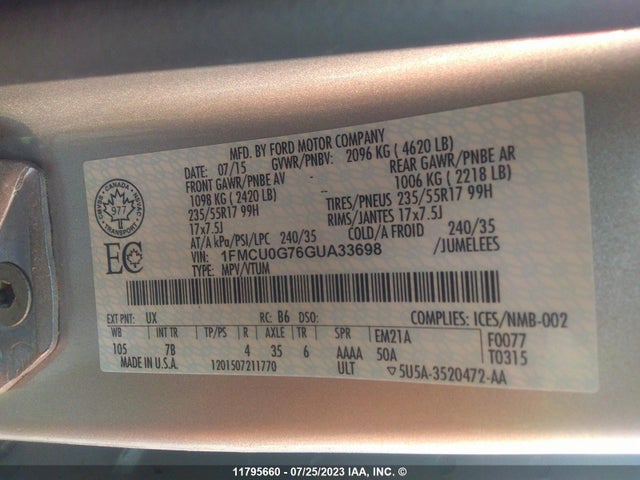 MFD. BY FORD MOTOR COMPANY
DATE: 07/15 GVWR/PNBV: 2096 KG ( 4620 LB)
FRONT GAWR/PNBE AV REAR GAWR/PNBE AR
1098 KG ( 2420 LB) 1006 KG ( 2218 LB)
235/55R17 99H TIRES/PNEUS 235/55R17 99H
17x7.5J RIMS/JANTES 17x7.5J
AT/A kPa/PSI/LPC 240/35 COLD/A FROID 240/35
VIN: 1FMCU0G76GUA33698 /JUMELEES
TYPE: MPV/VTUM
CANADA
977
EC
EXT PNT: UX RC: B6 DSO: COMPLIES: ICES/NMB-002
WB INT TR TP/PS R AXLE TR SPR EM21A F0077
105 7B 4 35 6 AAAA 50A T0315
MADE IN U.S.A. 1201507211770 ULT ▽5U5A-3520472-AA
11795660 - 07/25/2023 IAA, INC. ©